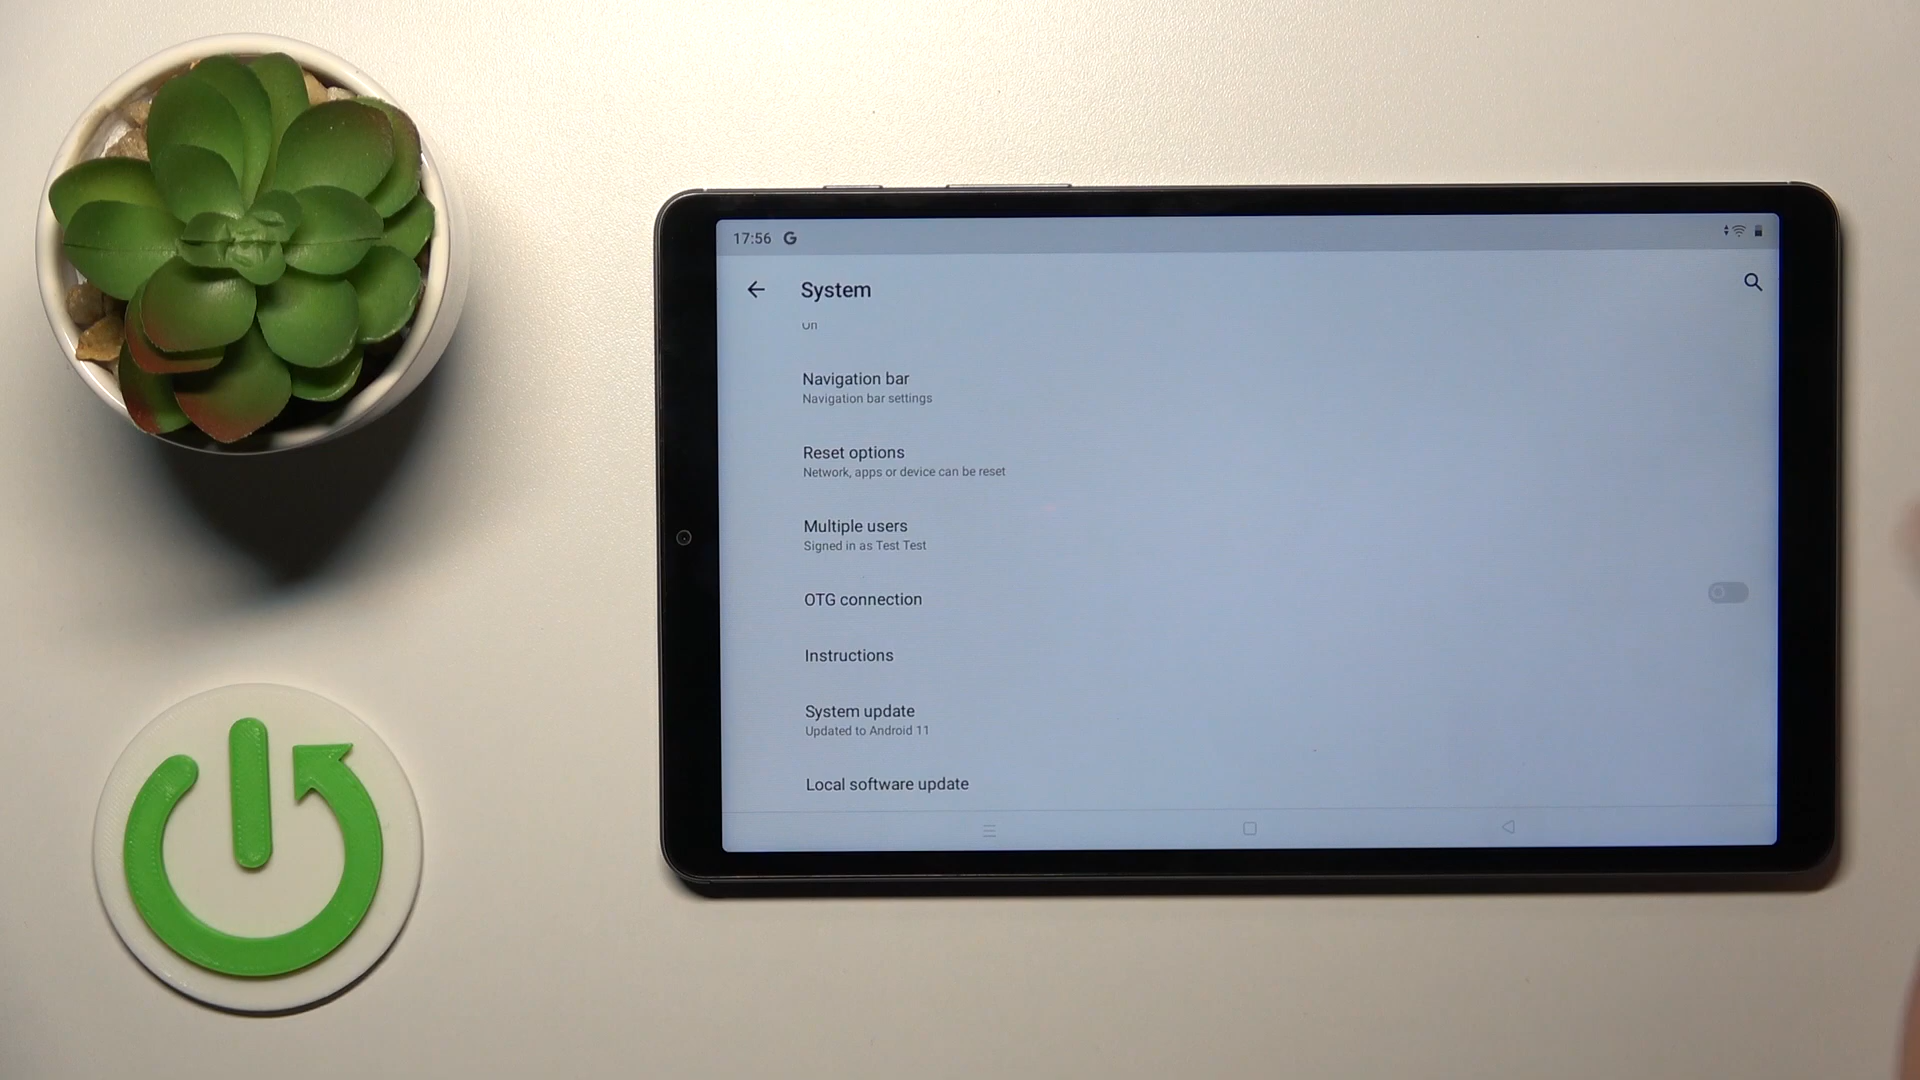 17:56 G
System
On
Navigation bar
Navigation bar settings
Reset options
Network, apps or device can be reset
Multiple users
Signed in as Test Test
OTG connection
Instructions
System update
Updated to Android 11
Local software update